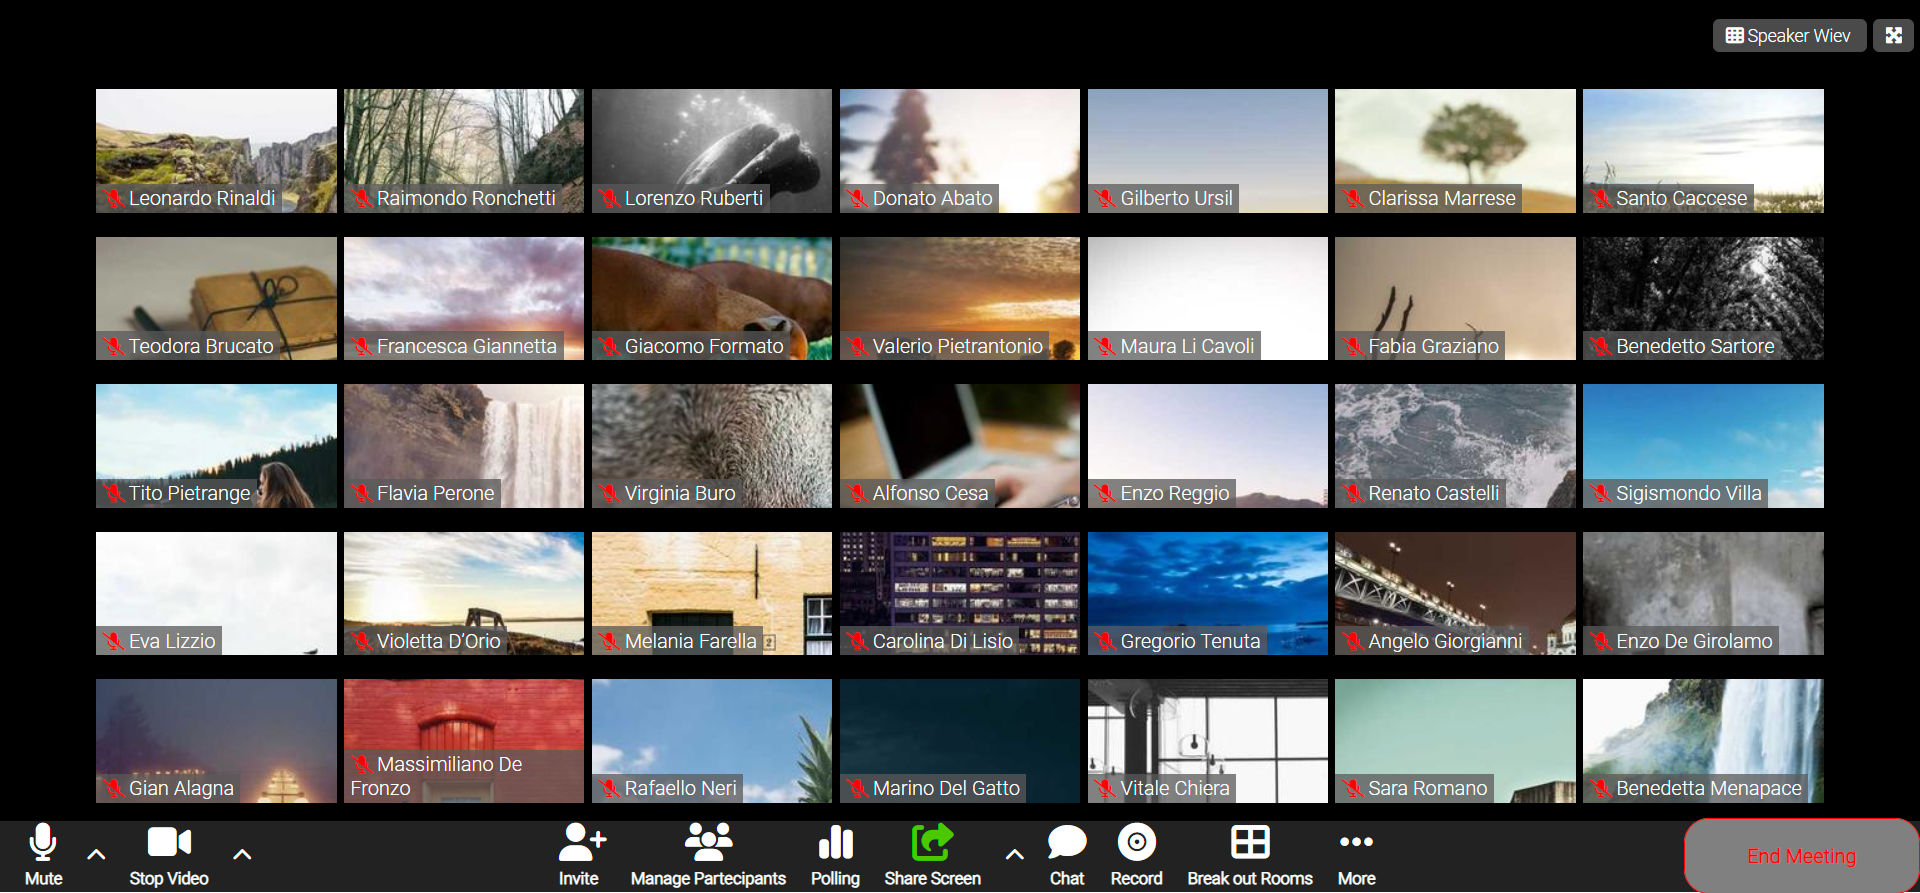 Speaker Wiev
Leonardo Rinaldi
Raimondo Ronchetti
Lorenzo Ruberti
Donato Abato
Gilberto Ursil
Clarissa Marrese
Santo Caccese
Teodora Brucato
Francesca Giannetta
Giacomo Formato
Valerio Pietrantonio
Maura Li Cavoli
Fabia Graziano
Benedetto Sartore
Tito Pietrange
Flavia Perone
Virginia Buro
Alfonso Cesa
Enzo Reggio
Renato Castelli
Sigismondo Villa
Eva Lizzio
Violetta D'Orio
Melania Farella
2
Carolina Di Lisio
Gregorio Tenuta
Angelo Giorgianni
Enzo De Girolamo
Gian Alagna
Massimiliano De
Fronzo
Rafaello Neri
Marino Del Gatto
Vitale Chiera
Sara Romano
Benedetta Menapace
Mute
Stop Video
Invite
Manage Partecipants
Polling
Share Screen
Chat
Record
Break out Rooms
More
End Meeting